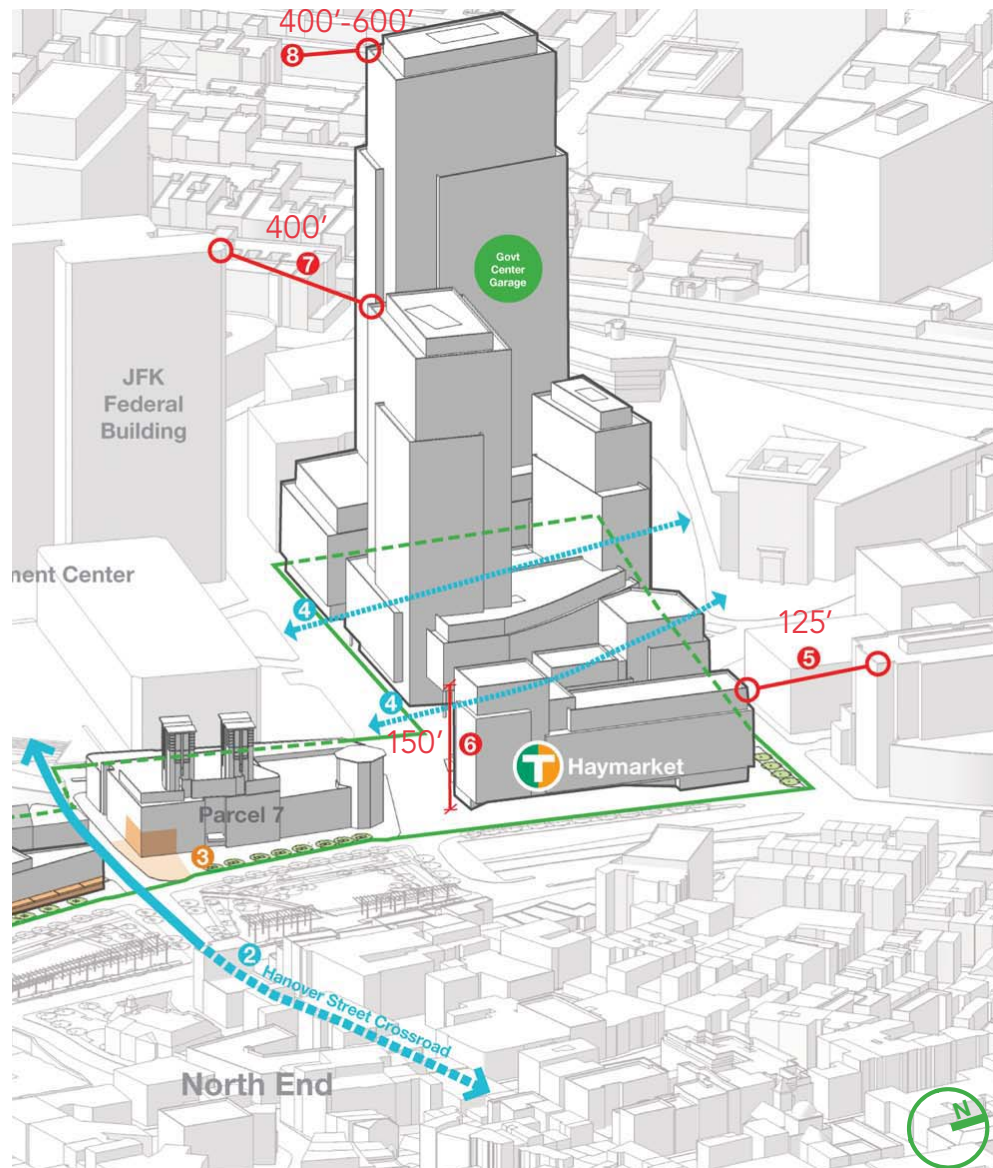 400'-600'
8
400'
7
Govt
Center
Garage
JFK
Federal
Building
nent Center
4
125'
5
4
150'
6
T Haymarket
Parcel 7
3
2 Hanover Street Crossroad
North End
N